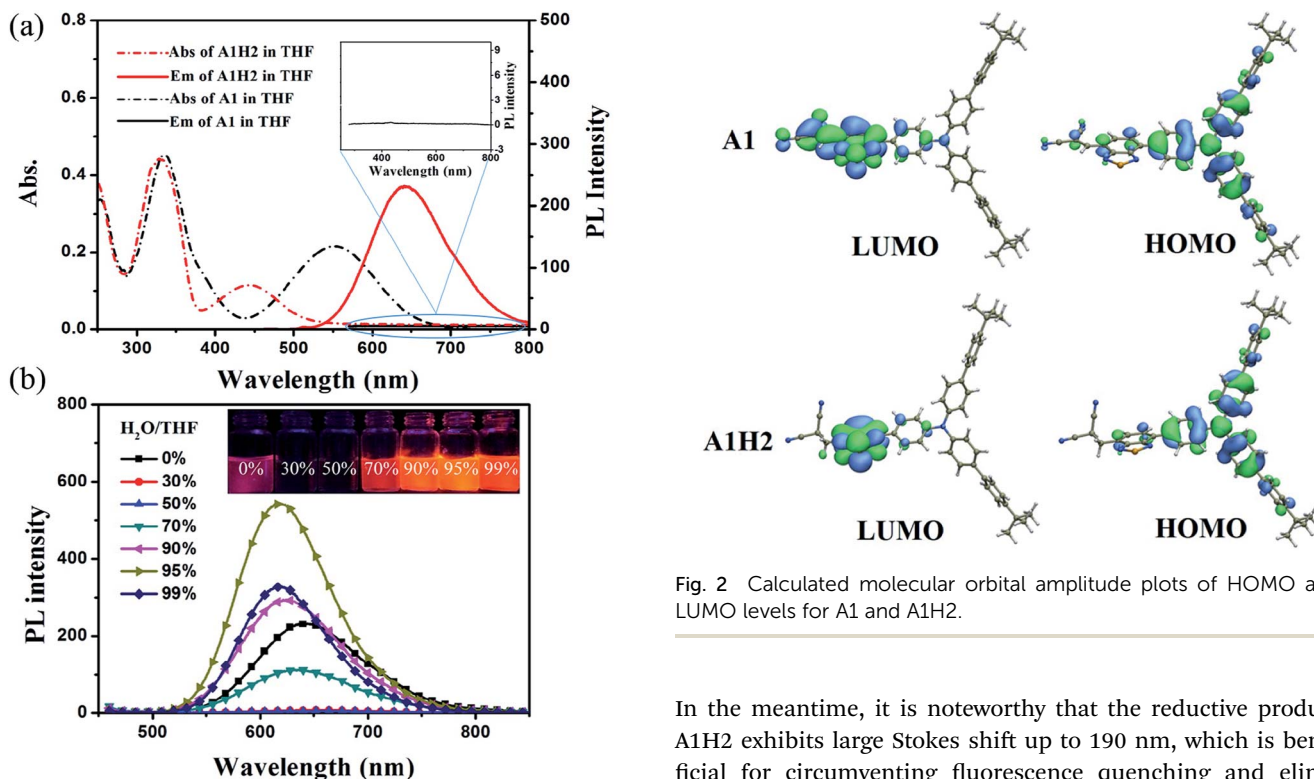 (a)
0.8
0.6
0.4
0.2
0.0
Abs.
500
400
300
200
100
0
PL Intensity
Abs of A1H2 in THF
Em of A1H2 in THF
Abs of A1 in THF
Em of A1 in THF
9
6
3
0
-3
PL intensity
400 600 800
Wavelength (nm)
300 400 500 600 700 800
Wavelength (nm)
(b)
800
700
600
500
400
300
200
100
0
PL intensity
H₂O/THF
0%
30%
50%
70%
90%
95%
99%
0% 30% 50% 70% 90% 95% 99%
500 600 700 800
Wavelength (nm)
A1
LUMO HOMO
A1H2
LUMO HOMO
Fig. 2 Calculated molecular orbital amplitude plots of HOMO a
LUMO levels for A1 and A1H2.
In the meantime, it is noteworthy that the reductive produ
A1H2 exhibits large Stokes shift up to 190 nm, which is ben
ficial for circumventing fluorescence quenching and elim